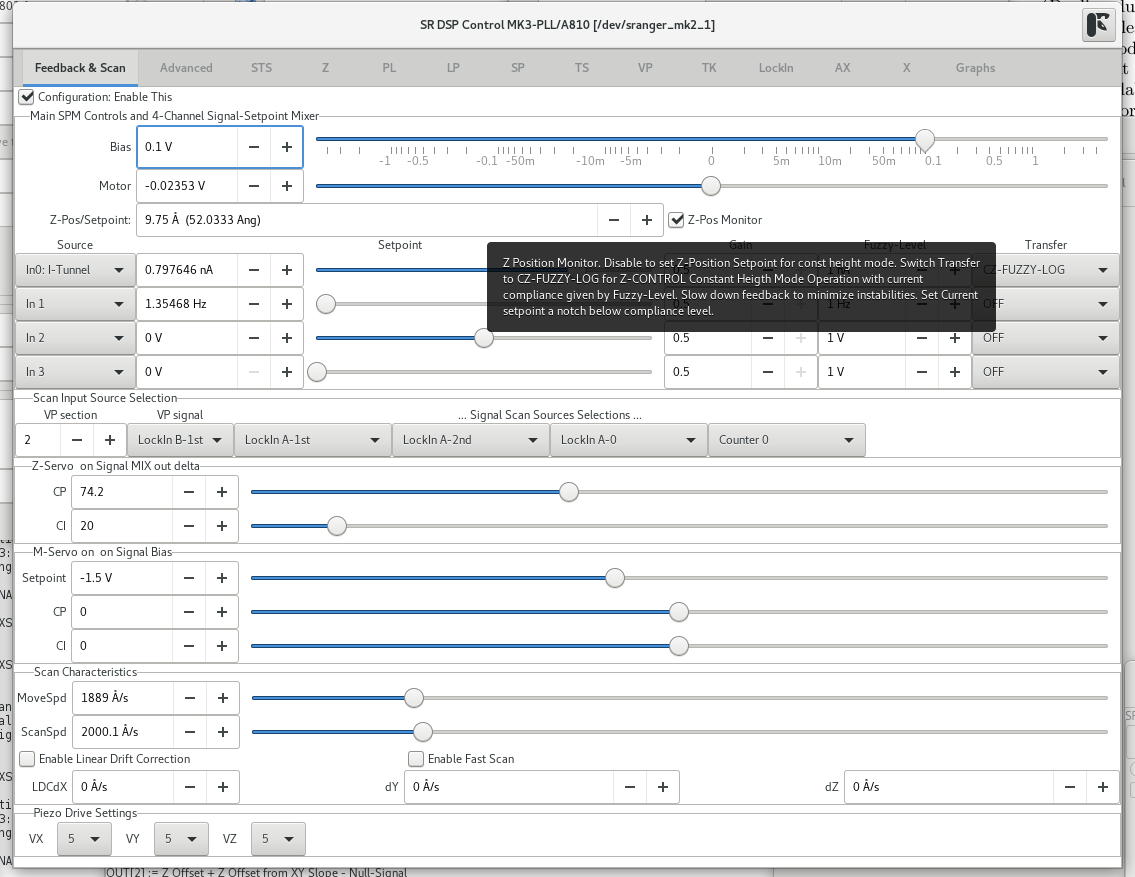 SR DSP Control MK3-PLL/A810 [/dev/sranger_mk2_1]
Feedback & Scan Advanced STS Z PL LP SP TS VP TK LockIn AX X Graphs
Configuration: Enable This
Main SPM Controls and 4-Channel Signal-Setpoint Mixer
Bias 0.1 V
-1 -0.5 -0.1 -50m -10m -5m 0 5m 10m 50m 0.1 0.5 1
Motor -0.02353 V
Z-Pos/Setpoint: 9.75 Å (52.0333 Ang) Z-Pos Monitor
Source Setpoint Gain Fuzzy-Level Transfer
In0: I-Tunnel 0.797646 nA CZ-FUZZY-LOG
Z Position Monitor. Disable to set Z-Position Setpoint for const height mode. Switch Transfer
to CZ-FUZZY-LOG for Z-CONTROL Constant Heigth Mode Operation with current
compliance given by Fuzzy-Level. Slow down feedback to minimize instabilities. Set Current
setpoint a notch below compliance level.
In 1 1.35468 Hz 0.5 1 Hz OFF
In 2 0 V 0.5 1 V OFF
In 3 0 V 0.5 1 V OFF
Scan Input Source Selection
VP section VP signal ... Signal Scan Sources Selections ...
2 LockIn B-1st LockIn A-1st LockIn A-2nd LockIn A-0 Counter 0
Z-Servo on Signal MIX out delta
CP 74.2
CI 20
M-Servo on on Signal Bias
Setpoint -1.5 V
CP 0
CI 0
Scan Characteristics
MoveSpd 1889 Å/s
ScanSpd 2000.1 Å/s
Enable Linear Drift Correction Enable Fast Scan
LDCdX 0 Å/s dY 0 Å/s dZ 0 Å/s
Piezo Drive Settings
VX 5 VY 5 VZ 5
OUT[2] := Z Offset + Z Offset from XY Slope - Null-Signal